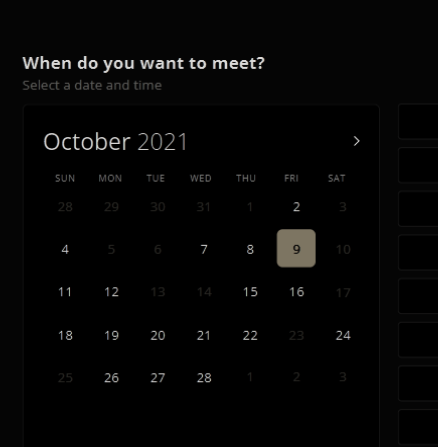 When do you want to meet?
Select a date and time
October 2021
SUN MON TUE WED THU FRI SAT
28 29 30 31 1 2 3
4 5 6 7 8 9 10
11 12 13 14 15 16 17
18 19 20 21 22 23 24
25 26 27 28 1 2 3